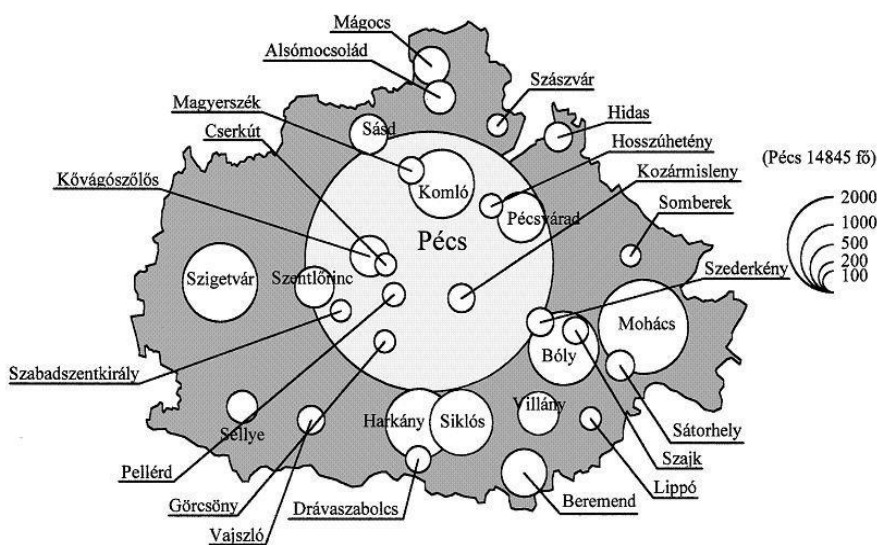 Mágocs
Alsómocsolád
Szászvár
Magyerszék
Hidas
Sásd
Cserkút
Hosszúhetény
(Pécs 14845 fő)
Kővágószőlős
Kozármisleny
Komló
2000
Somberek
Pécsvárad
1000
Pécs
500
Szederkény
200
Szigetvár
Szentlőrinc
100
Mohács
Bóly
Szabadszentkirály
Villány
Harkány
Siklós
Sellye
Sátorhely
Szajk
Pellérd
Lippó
Görcsöny
Drávaszabolcs
Beremend
Vajszló